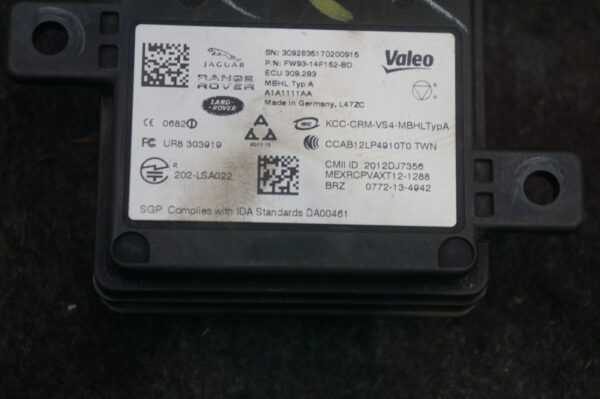 JAGUAR
RANGE
ROVER
LAND-
ROVER
SN: 3092835170200915
P.N: FW93-14F152-BD
ECU 309.283
MBHL Typ A
A1A1111AA
Made in Germany, L47ZC
Valeo
CE 0682
KCC-CRM-VS4-MBHLTypA
FC UR8 303919
CCAB12LP4910T0 TWN
R
202-LSA022
CMII ID 2012DJ7356
MEXRCPVAXT12-1288
BRZ 0772-13-4942
SGP: Complies with IDA Standards DA00461